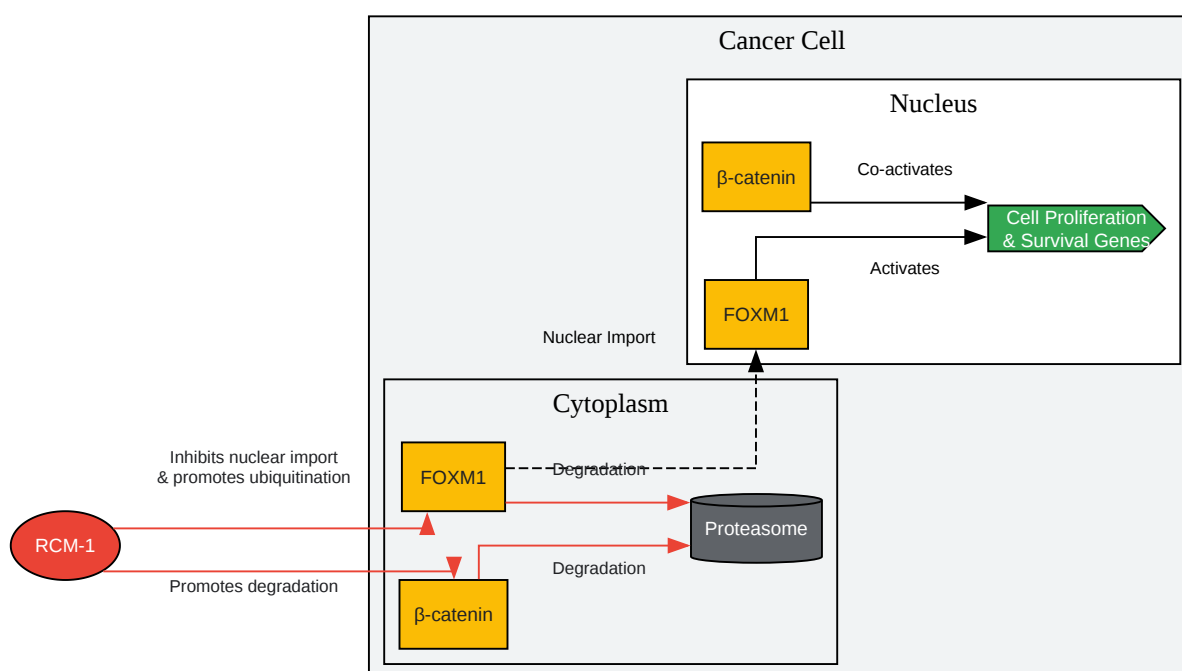 Cancer Cell
Nucleus
β-catenin
Co-activates
Cell Proliferation
& Survival Genes
Activates
FOXM1
Nuclear Import
Cytoplasm
Inhibits nuclear import
& promotes ubiquitination
FOXM1
Degradation
Proteasome
RCM-1
Degradation
Promotes degradation
β-catenin